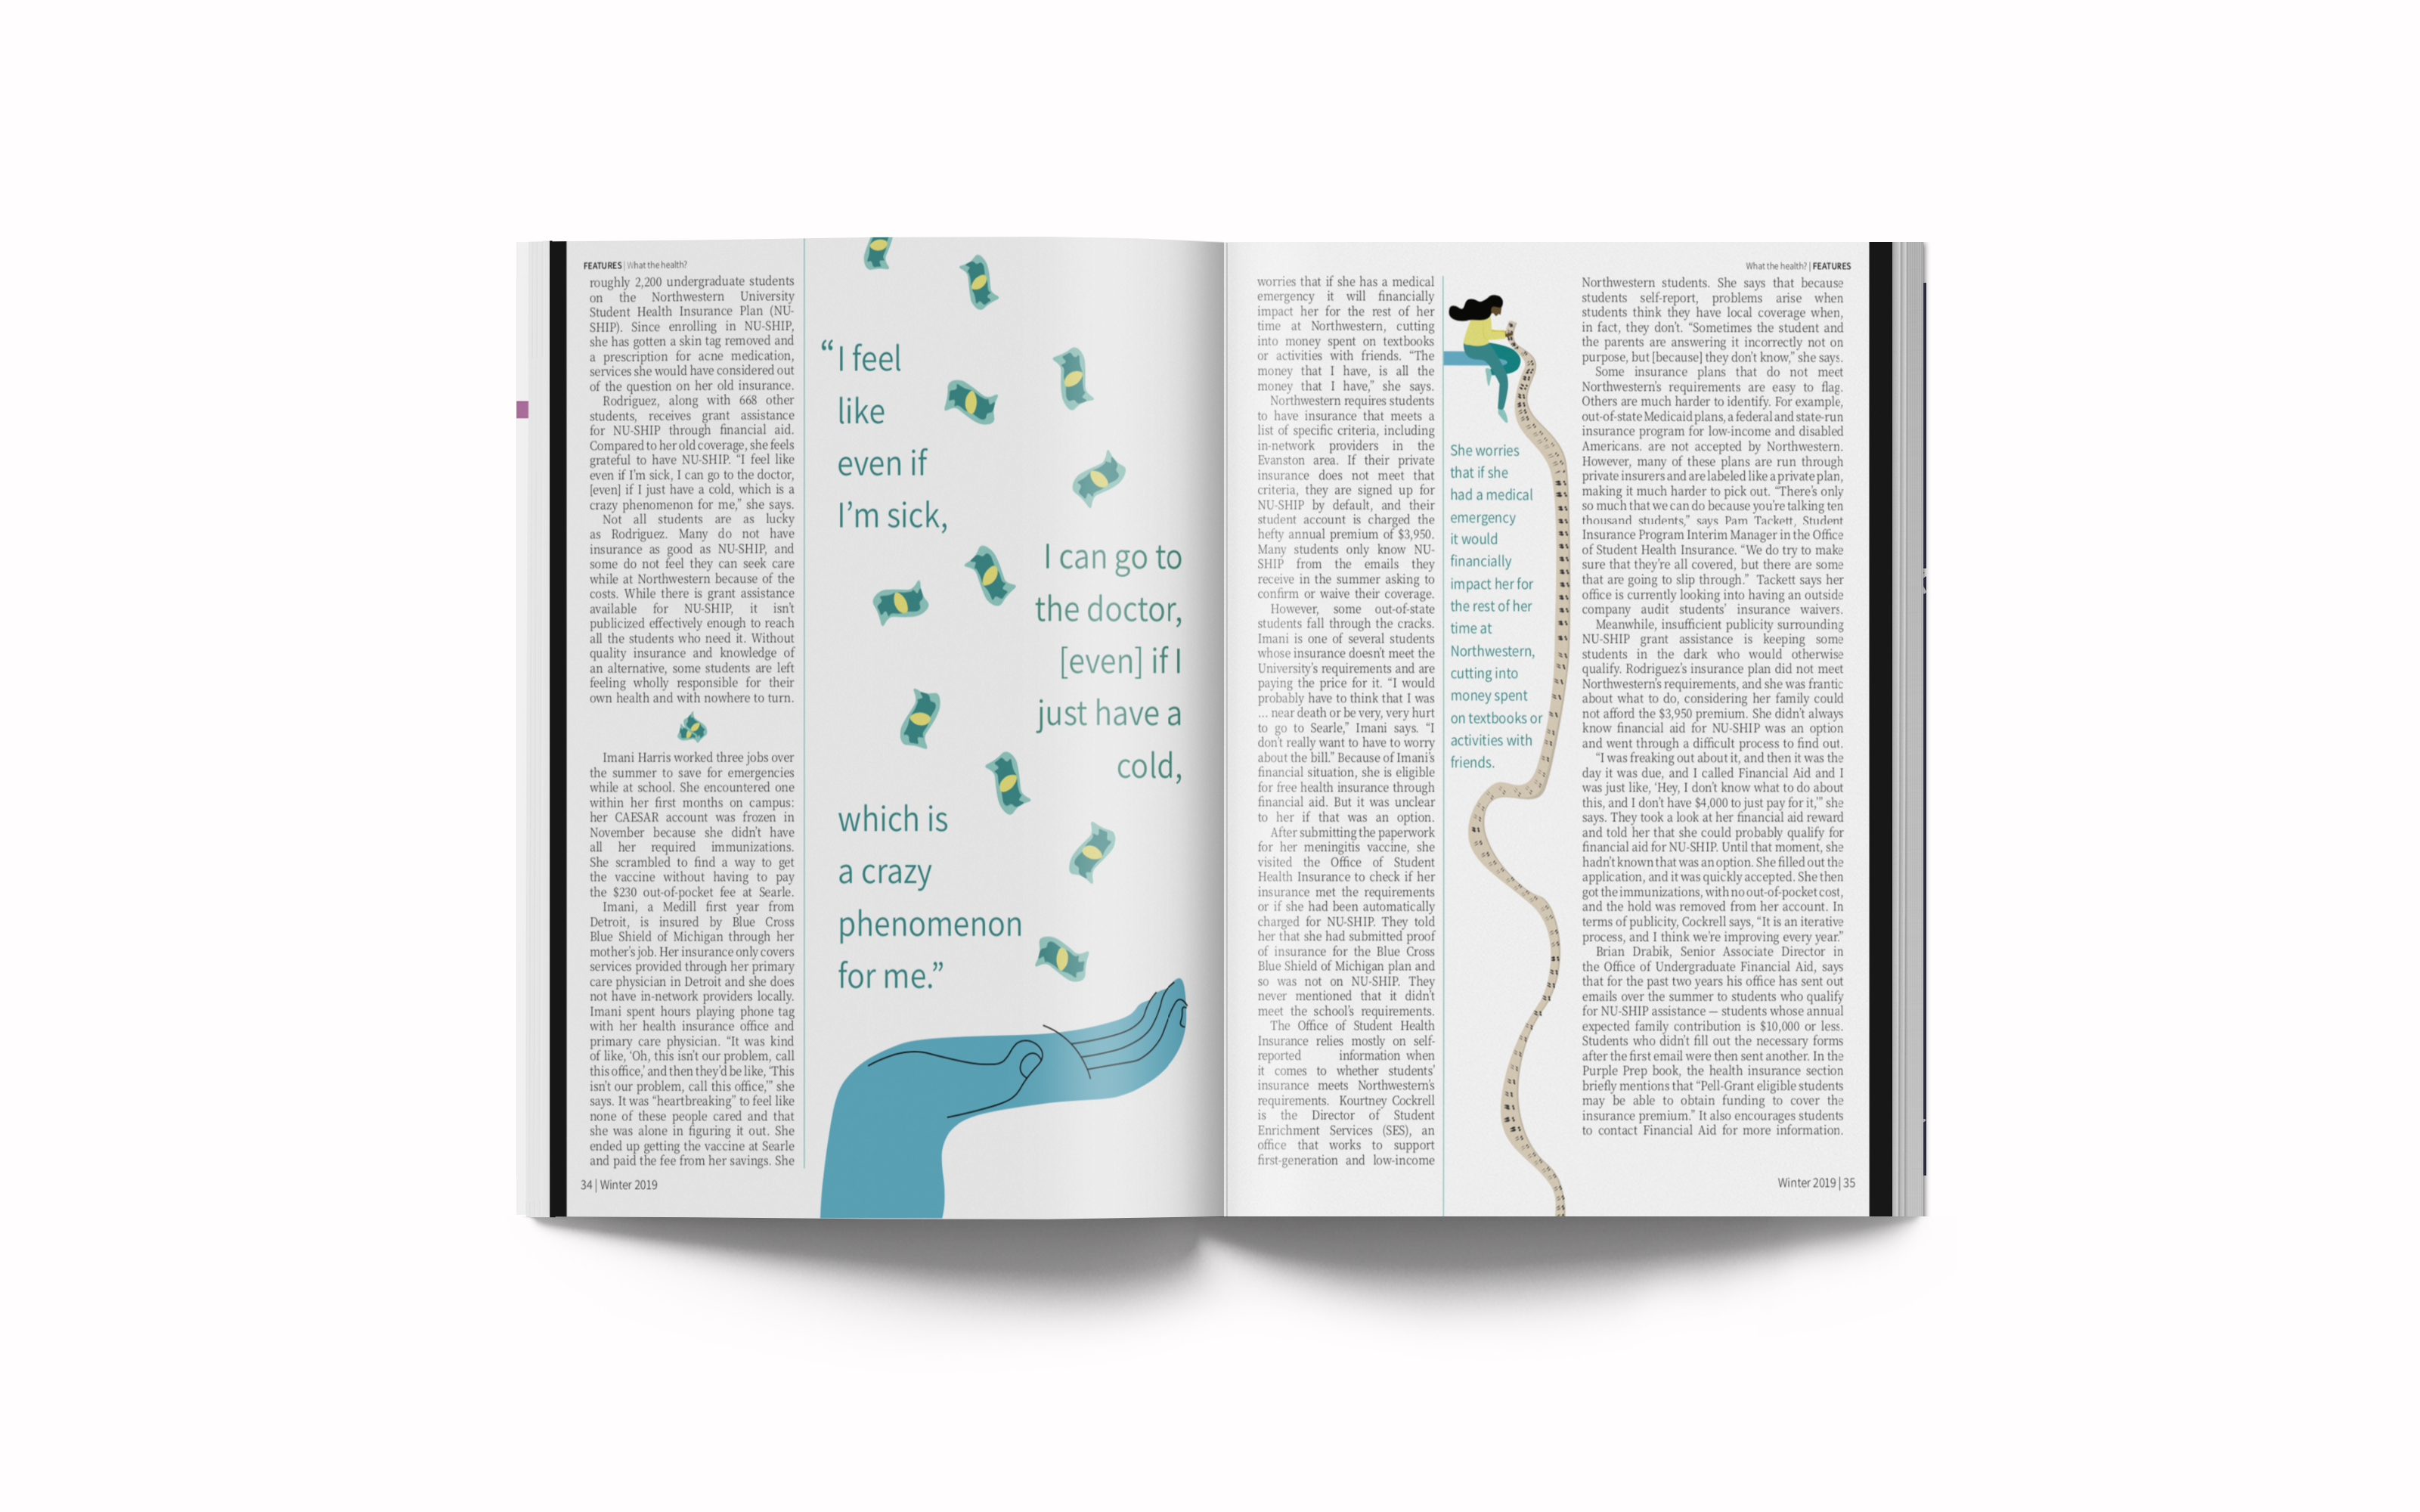 FEATURES | What the health?
roughly 2,200 undergraduate students
on the Northwestern University
Student Health Insurance Plan (NU-
SHIP). Since enrolling in NU-SHIP,
she has gotten a skin tag removed and
a prescription for acne medication,
services she would have considered out
of the question on her old insurance.
Rodriguez, along with 668 other
students, receives grant assistance
for NU-SHIP through financial aid.
Compared to her old coverage, she feels
grateful to have NU-SHIP. “I feel like
even if I’m sick, I can go to the doctor,
[even] if I just have a cold, which is a
crazy phenomenon for me,” she says.
Not all students are as lucky
as Rodriguez. Many do not have
insurance as good as NU-SHIP, and
some do not feel they can seek care
while at Northwestern because of the
costs. While there is grant assistance
available for NU-SHIP, it isn’t
publicized effectively enough to reach
all the students who need it. Without
quality insurance and knowledge of
an alternative, some students are left
feeling wholly responsible for their
own health and with nowhere to turn.
Imani Harris worked three jobs over
the summer to save for emergencies
while at school. She encountered one
within her first months on campus:
her CAESAR account was frozen in
November because she didn’t have
all her required immunizations.
She scrambled to find a way to get
the vaccine without having to pay
the $230 out-of-pocket fee at Searle.
Imani, a Medill first year from
Detroit, is insured by Blue Cross
Blue Shield of Michigan through her
mother’s job. Her insurance only covers
services provided through her primary
care physician in Detroit and she does
not have in-network providers locally.
Imani spent hours playing phone tag
with her health insurance office and
primary care physician. “It was kind
of like, ‘Oh, this isn’t our problem, call
this office,’ and then they’d be like, ‘This
isn’t our problem, call this office,’” she
says. It was “heartbreaking” to feel like
none of these people cared and that
she was alone in figuring it out. She
ended up getting the vaccine at Searle
and paid the fee from her savings. She
34 | Winter 2019
“I feel
like
even if
I’m sick,
I can go to
the doctor,
[even] if I
just have a
cold,
which is
a crazy
phenomenon
for me.”
worries that if she has a medical
emergency it will financially
impact her for the rest of her
time at Northwestern, cutting
into money spent on textbooks
or activities with friends. “The
money that I have, is all the
money that I have,” she says.
Northwestern requires students
to have insurance that meets a
list of specific criteria, including
in-network providers in the
Evanston area. If their private
insurance does not meet that
criteria, they are signed up for
NU-SHIP by default, and their
student account is charged the
hefty annual premium of $3,950.
Many students only know NU-
SHIP from the emails they
receive in the summer asking to
confirm or waive their coverage.
However, some out-of-state
students fall through the cracks.
Imani is one of several students
whose insurance doesn’t meet the
University’s requirements and are
paying the price for it. “I would
probably have to think that I was
... near death or be very, very hurt
to go to Searle,” Imani says. “I
don’t really want to have to worry
about the bill.” Because of Imani’s
financial situation, she is eligible
for free health insurance through
financial aid. But it was unclear
to her if that was an option.
After submitting the paperwork
for her meningitis vaccine, she
visited the Office of Student
Health Insurance to check if her
insurance met the requirements
or if she had been automatically
charged for NU-SHIP. They told
her that she had submitted proof
of insurance for the Blue Cross
Blue Shield of Michigan plan and
so was not on NU-SHIP. They
never mentioned that it didn’t
meet the school’s requirements.
The Office of Student Health
Insurance relies mostly on self-
reported information when
it comes to whether students’
insurance meets Northwestern’s
requirements. Kourtney Cockrell
is the Director of Student
Enrichment Services (SES), an
office that works to support
first-generation and low-income
She worries
that if she
had a medical
emergency
it would
financially
impact her for
the rest of her
time at
Northwestern,
cutting into
money spent
on textbooks or
activities with
friends.
What the health? | FEATURES
Northwestern students. She says that because
students self-report, problems arise when
students think they have local coverage when,
in fact, they don’t. “Sometimes the student and
the parents are answering it incorrectly not on
purpose, but [because] they don’t know,” she says.
Some insurance plans that do not meet
Northwestern’s requirements are easy to flag.
Others are much harder to identify. For example,
out-of-state Medicaid plans, a federal and state-run
insurance program for low-income and disabled
Americans. are not accepted by Northwestern.
However, many of these plans are run through
private insurers and are labeled like a private plan,
making it much harder to pick out. “There’s only
so much that we can do because you’re talking ten
thousand students,” says Pam Tackett, Student
Insurance Program Interim Manager in the Office
of Student Health Insurance. “We do try to make
sure that they’re all covered, but there are some
that are going to slip through.” Tackett says her
office is currently looking into having an outside
company audit students’ insurance waivers.
Meanwhile, insufficient publicity surrounding
NU-SHIP grant assistance is keeping some
students in the dark who would otherwise
qualify. Rodriguez’s insurance plan did not meet
Northwestern’s requirements, and she was frantic
about what to do, considering her family could
not afford the $3,950 premium. She didn’t always
know financial aid for NU-SHIP was an option
and went through a difficult process to find out.
“I was freaking out about it, and then it was the
day it was due, and I called Financial Aid and I
was just like, ‘Hey, I don’t know what to do about
this, and I don’t have $4,000 to just pay for it,’” she
says. They took a look at her financial aid reward
and told her that she could probably qualify for
financial aid for NU-SHIP. Until that moment, she
hadn’t known that was an option. She filled out the
application, and it was quickly accepted. She then
got the immunizations, with no out-of-pocket cost,
and the hold was removed from her account. In
terms of publicity, Cockrell says, “It is an iterative
process, and I think we’re improving every year.”
Brian Drabik, Senior Associate Director in
the Office of Undergraduate Financial Aid, says
that for the past two years his office has sent out
emails over the summer to students who qualify
for NU-SHIP assistance — students whose annual
expected family contribution is $10,000 or less.
Students who didn’t fill out the necessary forms
after the first email were then sent another. In the
Purple Prep book, the health insurance section
briefly mentions that “Pell-Grant eligible students
may be able to obtain funding to cover the
insurance premium.” It also encourages students
to contact Financial Aid for more information.
Winter 2019 | 35